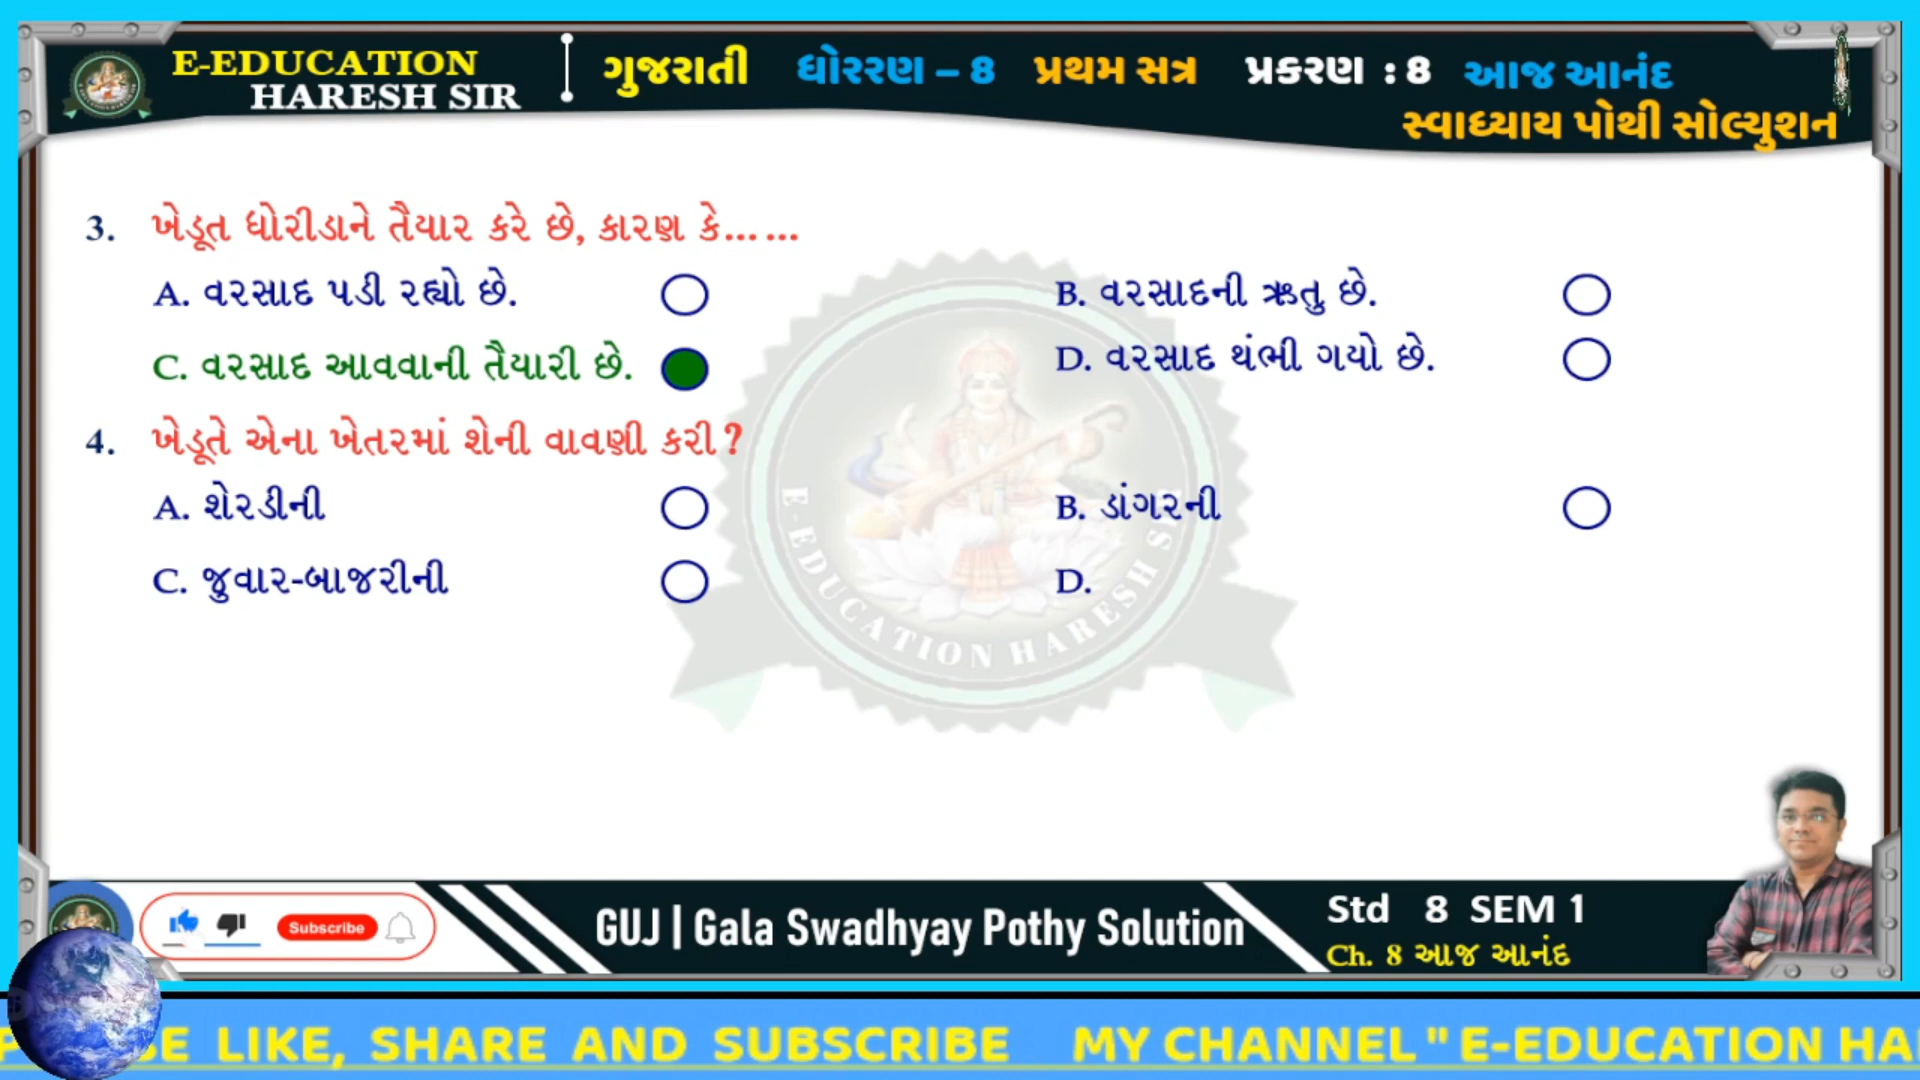 E-EDUCATION
HARESH SIR
ગુજરાતી ધોરરણ – 8 પ્રથમ સત્ર પ્રકરણ : 8 આજ આનંદ
સ્વાધ્યાય પોથી સોલ્યુશન
3. ખેડૂત ધોરીડાને તૈયાર કરે છે, કારણ કે... ...
A. વરસાદ પડી રહ્યો છે.
B. વરસાદની ઋતુ છે.
C. વરસાદ આવવાની તૈયારી છે.
D. વરસાદ થંભી ગયો છે.
4. ખેડૂતે એના ખેતરમાં શેની વાવણી કરી?
A. શેરડીની
B. ડાંગરની
C. જુવાર-બાજરીની
D.
E-EDUCATION HARESH SIR
Subscribe
GUJ | Gala Swadhyay Pothy Solution
Std 8 SEM 1
Ch. 8 આજ આનંદ
LIKE, SHARE AND SUBSCRIBE MY CHANNEL " E-EDUCATION